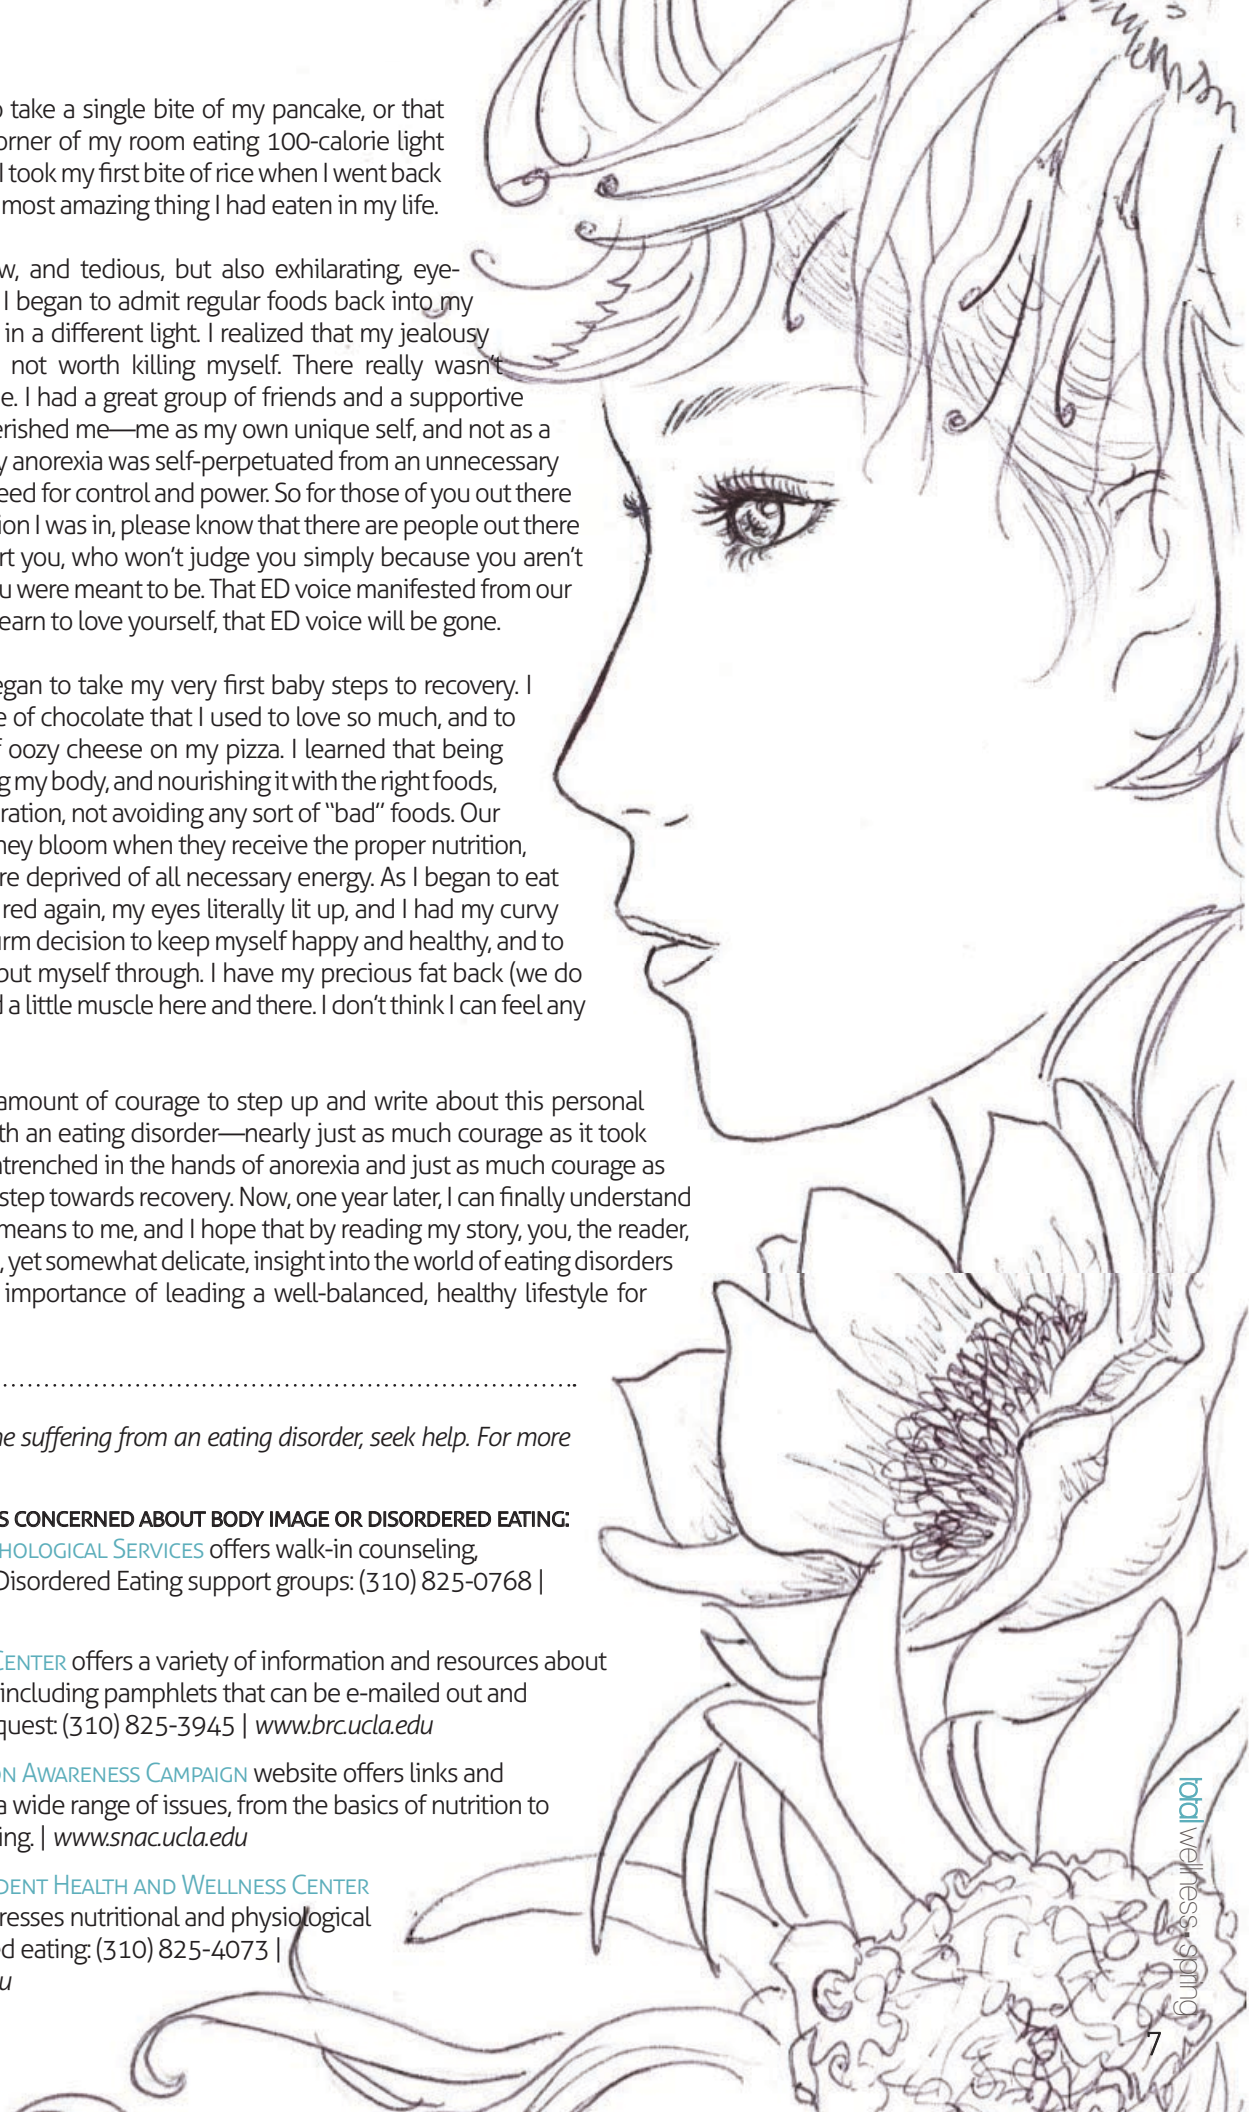 take a single bite of my pancake, or that
orner of my room eating 100-calorie light
I took my first bite of rice when I went back
most amazing thing I had eaten in my life.
w, and tedious, but also exhilarating, eye-
I began to admit regular foods back into my
in a different light. I realized that my jealousy
not worth killing myself. There really wasn't
e. I had a great group of friends and a supportive
erished me—me as my own unique self, and not as a
y anorexia was self-perpetuated from an unnecessary
eed for control and power. So for those of you out there
ion I was in, please know that there are people out there
rt you, who won't judge you simply because you aren't
u were meant to be. That ED voice manifested from our
earn to love yourself, that ED voice will be gone.
egan to take my very first baby steps to recovery. I
e of chocolate that I used to love so much, and to
f oozy cheese on my pizza. I learned that being
g my body, and nourishing it with the right foods,
ration, not avoiding any sort of "bad" foods. Our
hey bloom when they receive the proper nutrition,
re deprived of all necessary energy. As I began to eat
red again, my eyes literally lit up, and I had my curvy
rm decision to keep myself happy and healthy, and to
put myself through. I have my precious fat back (we do
d a little muscle here and there. I don't think I can feel any
amount of courage to step up and write about this personal
th an eating disorder—nearly just as much courage as it took
ntrenched in the hands of anorexia and just as much courage as
step towards recovery. Now, one year later, I can finally understand
means to me, and I hope that by reading my story, you, the reader,
, yet somewhat delicate, insight into the world of eating disorders
importance of leading a well-balanced, healthy lifestyle for
ne suffering from an eating disorder, seek help. For more
S CONCERNED ABOUT BODY IMAGE OR DISORDERED EATING:
HOLOGICAL SERVICES offers walk-in counseling,
Disordered Eating support groups: (310) 825-0768 |
CENTER offers a variety of information and resources about
including pamphlets that can be e-mailed out and
quest: (310) 825-3945 | www.brc.ucla.edu
ON AWARENESS CAMPAIGN website offers links and
a wide range of issues, from the basics of nutrition to
ing. | www.snac.ucla.edu
DENT HEALTH AND WELLNESS CENTER
resses nutritional and physiological
d eating: (310) 825-4073 |
u
total wellness • spring
7